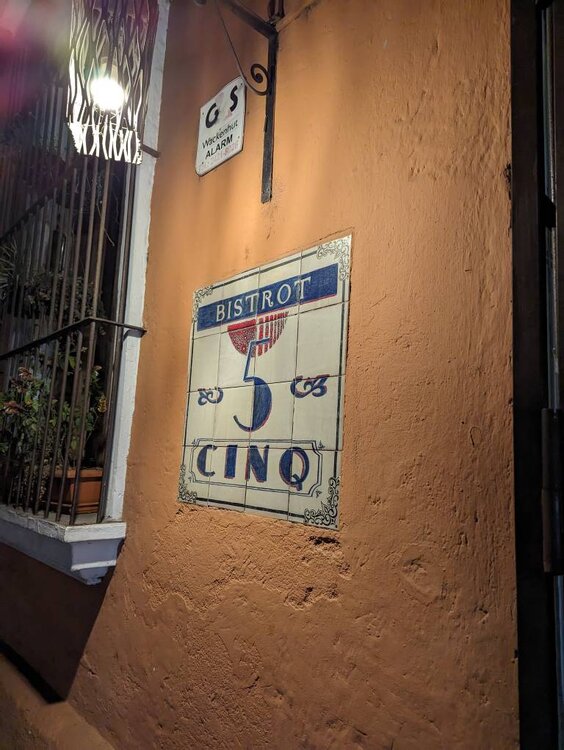 G S
Wackenhut
ALARM
BISTROT
5
CINQ